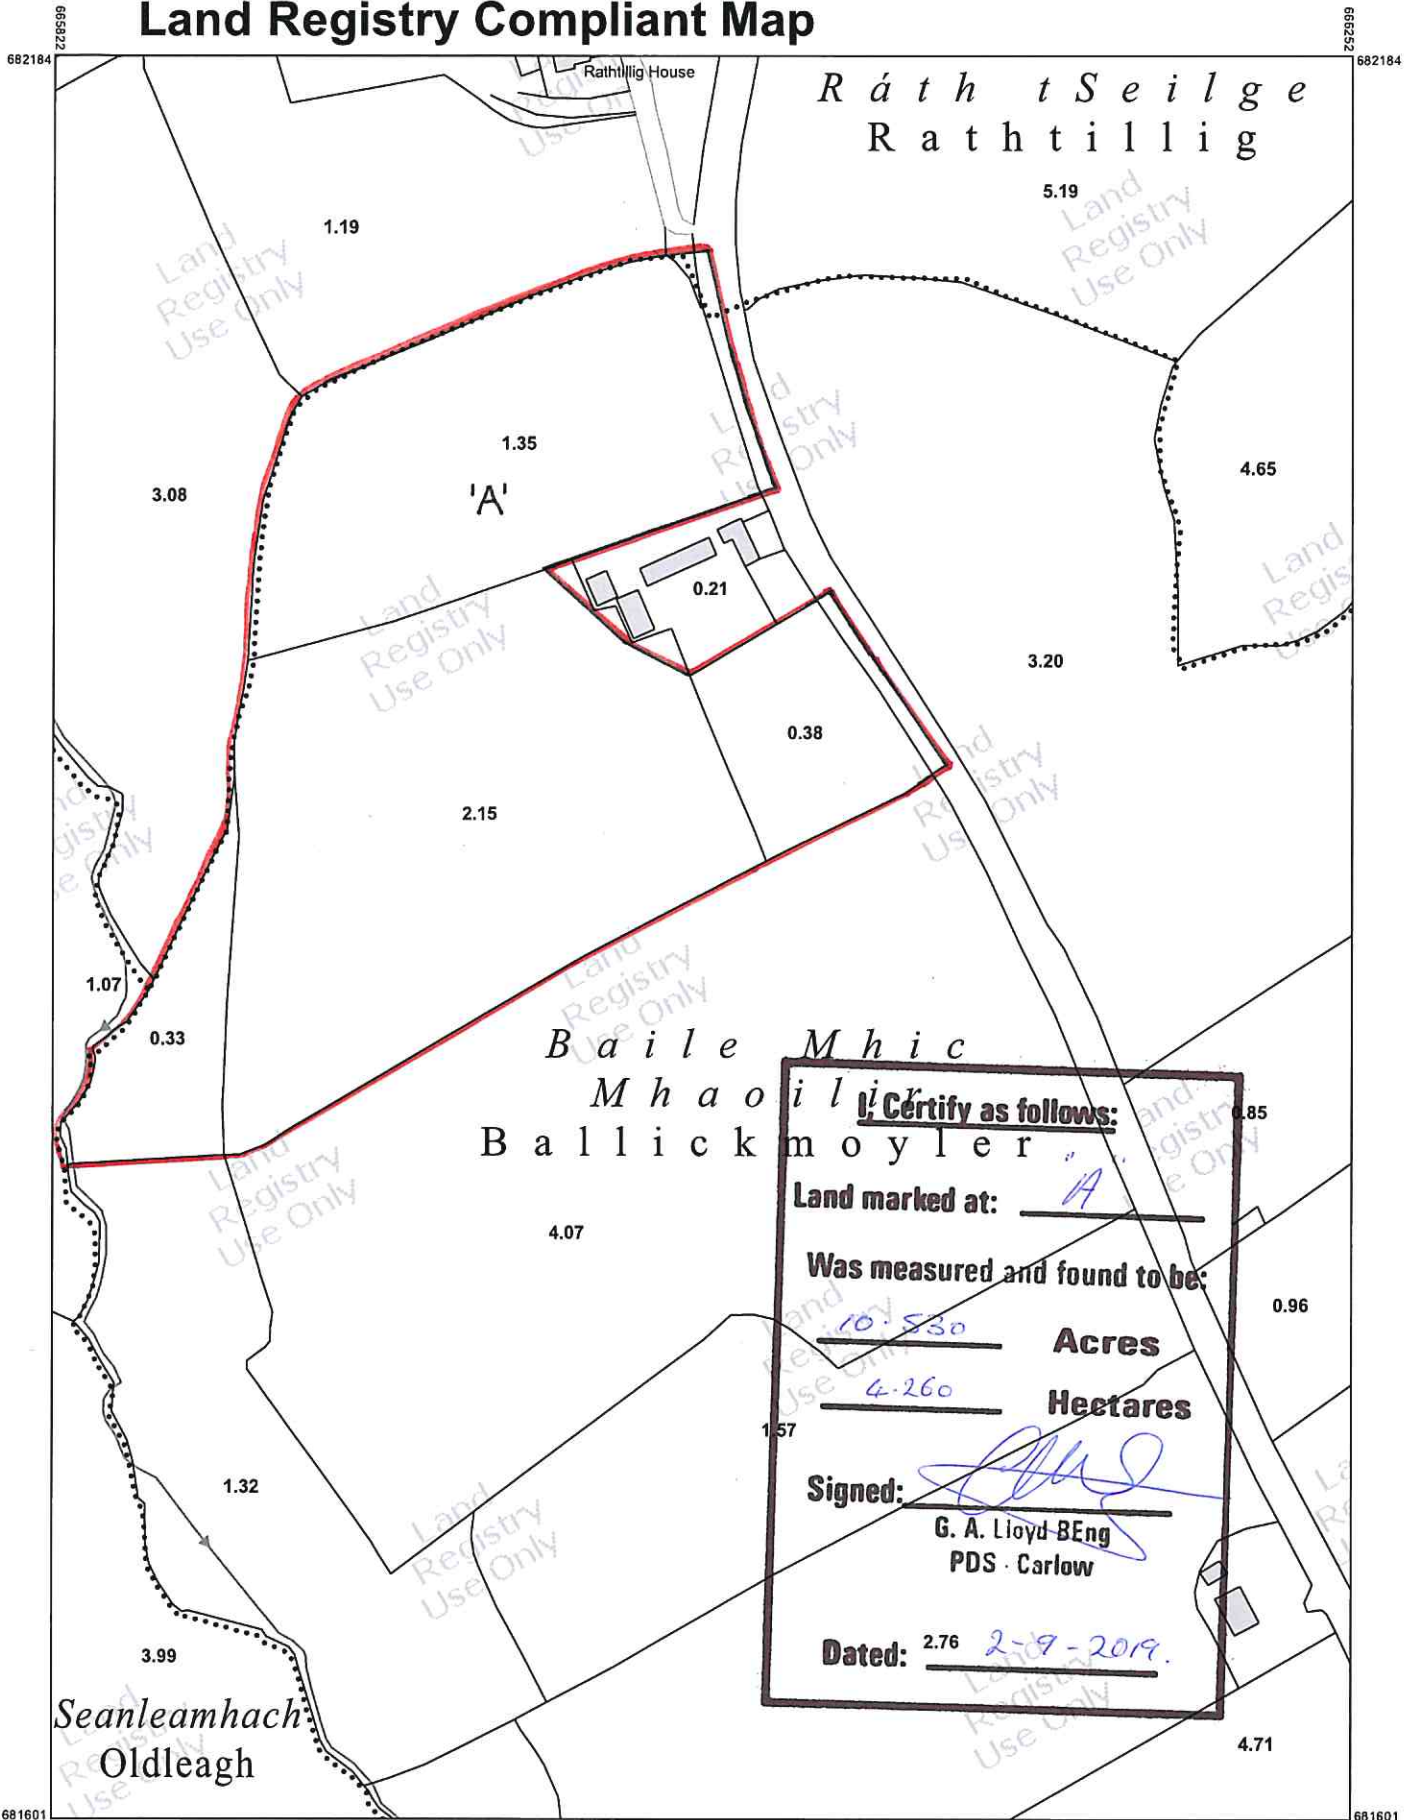 Land Registry Compliant Map
665822
666252
682184
682184
Rathtillig House
Ráth tSeilge
Rathtillig
5.19
1.19
Land
Registry
Use Only
1.35
3.08
'A'
4.65
0.21
3.20
0.38
2.15
1.07
0.33
Baile Mhic
Mhaoilir
Ballickmoyler
I, Certify as follows:
0.85
Land marked at: "A"
4.07
Was measured and found to be:
0.96
10.530 Acres
4.260 Hectares
1.57
1.32
Signed:
G. A. Lloyd BEng
PDS - Carlow
Dated: 2-9-2019.
2.76
3.99
Seanleamhach
Oldleagh
4.71
681601
681601